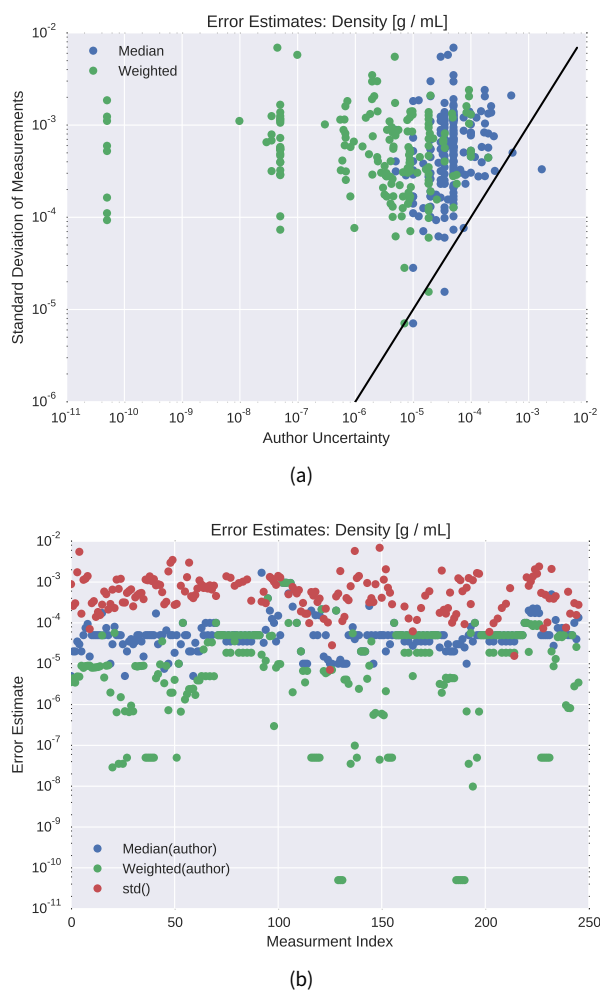 Error Estimates: Density [g / mL]
10^-2
Median
Weighted
10^-3
Standard Deviation of Measurements
10^-4
10^-5
10^-6
10^-11 10^-10 10^-9 10^-8 10^-7 10^-6 10^-5 10^-4 10^-3 10^-2
Author Uncertainty
(a)
Error Estimates: Density [g / mL]
10^-2
10^-3
10^-4
10^-5
Error Estimate
10^-6
10^-7
10^-8
10^-9
Median(author)
10^-10
Weighted(author)
std()
10^-11
0 50 100 150 200 250
Measurment Index
(b)